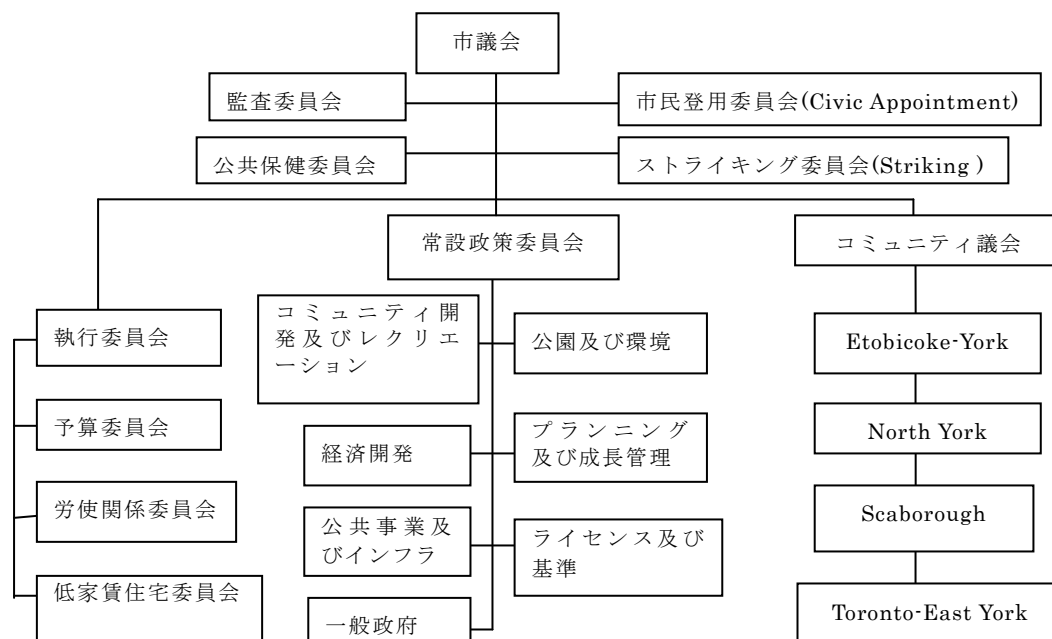 市議会
監査委員会
市民登用委員会(Civic Appointment)
公共保健委員会
ストライキング委員会(Striking )
常設政策委員会
コミュニティ議会
執行委員会
予算委員会
労使関係委員会
低家賃住宅委員会
コミュニティ開
発及びレクリエ
ーション
公園及び環境
経済開発
プランニング
及び成長管理
公共事業及
びインフラ
ライセンス及び
基準
一般政府
Etobicoke-York
North York
Scaborough
Toronto-East York